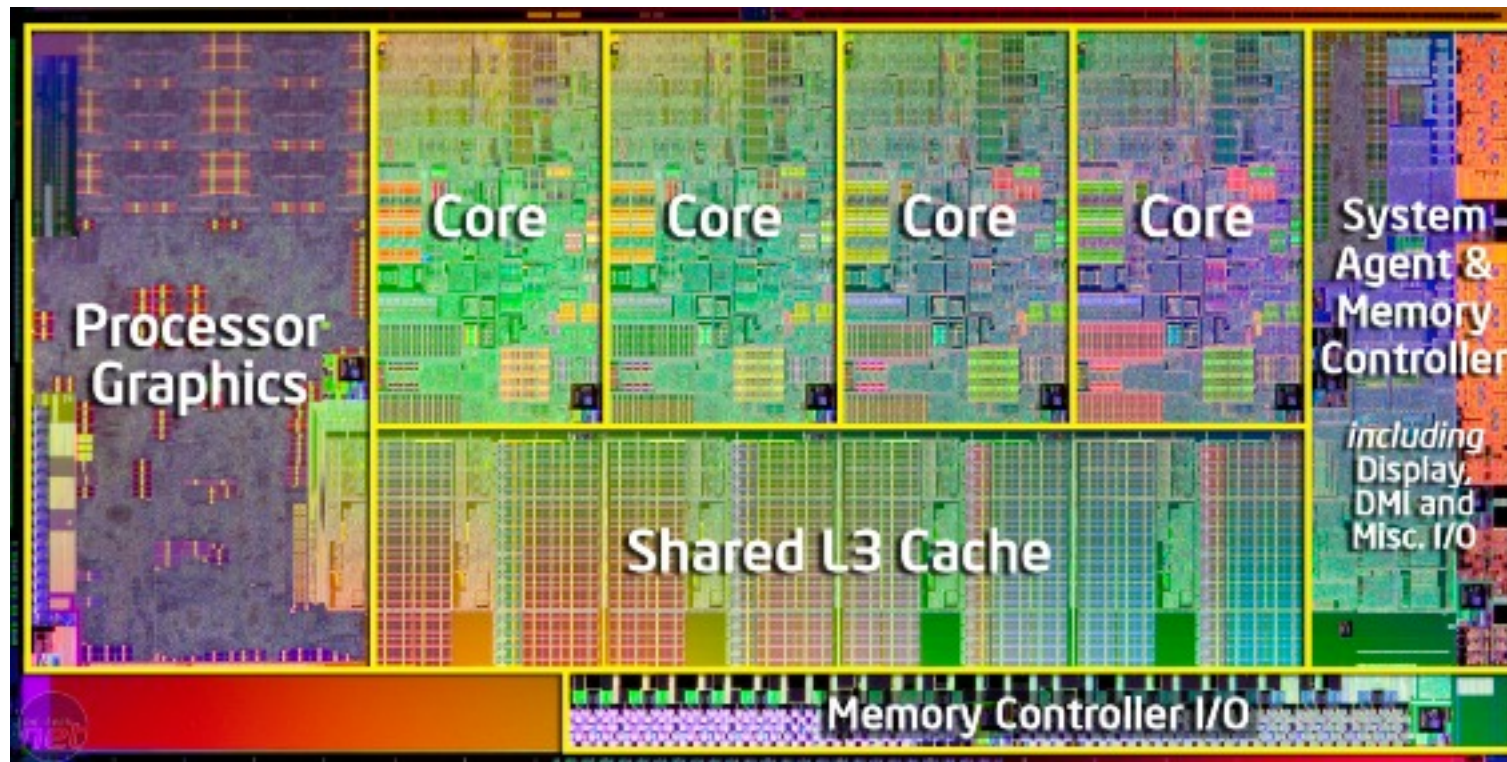 Processor
Graphics
Core
Core
Core
Core
System
Agent &
Memory
Controller
including
Display,
DMI and
Misc. I/O
Shared L3 Cache
Memory Controller I/O